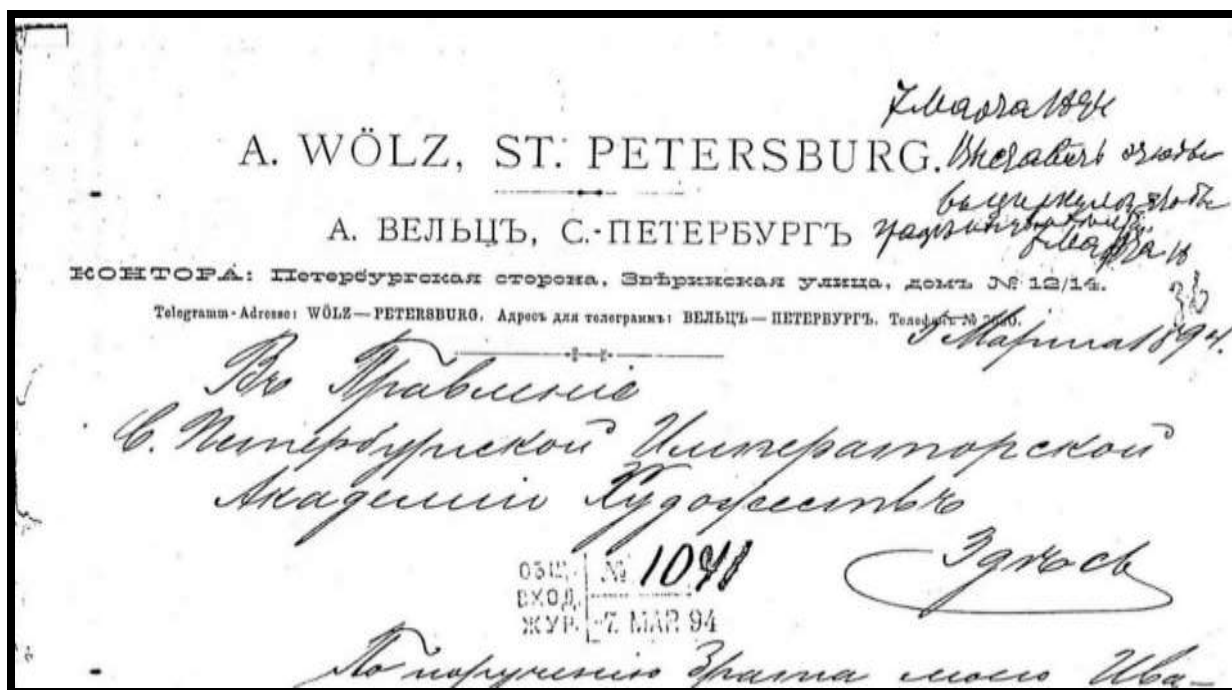 7 Марта 1894
A. WÖLZ, ST. PETERSBURG.
А. ВЕЛЬЦЪ, С.-ПЕТЕРБУРГЪ
КОНТОРА: Петербургская сторона, Звѣринская улица, домъ № 12/14.
Telegramm-Adresse: WÖLZ—PETERSBURG. Адресъ для телеграммъ: ВЕЛЬЦЪ—ПЕТЕРБУРГЪ. Телефонъ №
Марта 1894.
Въ Правленіе
С. Петербургской Императорской
Академіи Художествъ
Здѣсь
ОБЩ. № 1041
ВХОД.
ЖУР. -7. МАР. 94
По порученію брата моего Ива-